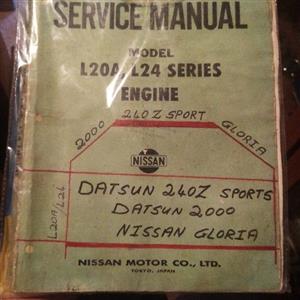 SERVICE MANUAL
MODEL
L20A, L24 SERIES
ENGINE
240Z SPORT
2000
GLORIA
NISSAN
DATSUN 240Z SPORTS
DATSUN 2000
NISSAN GLORIA
L20A/L24
NISSAN MOTOR CO., LTD.
TOKYO, JAPAN